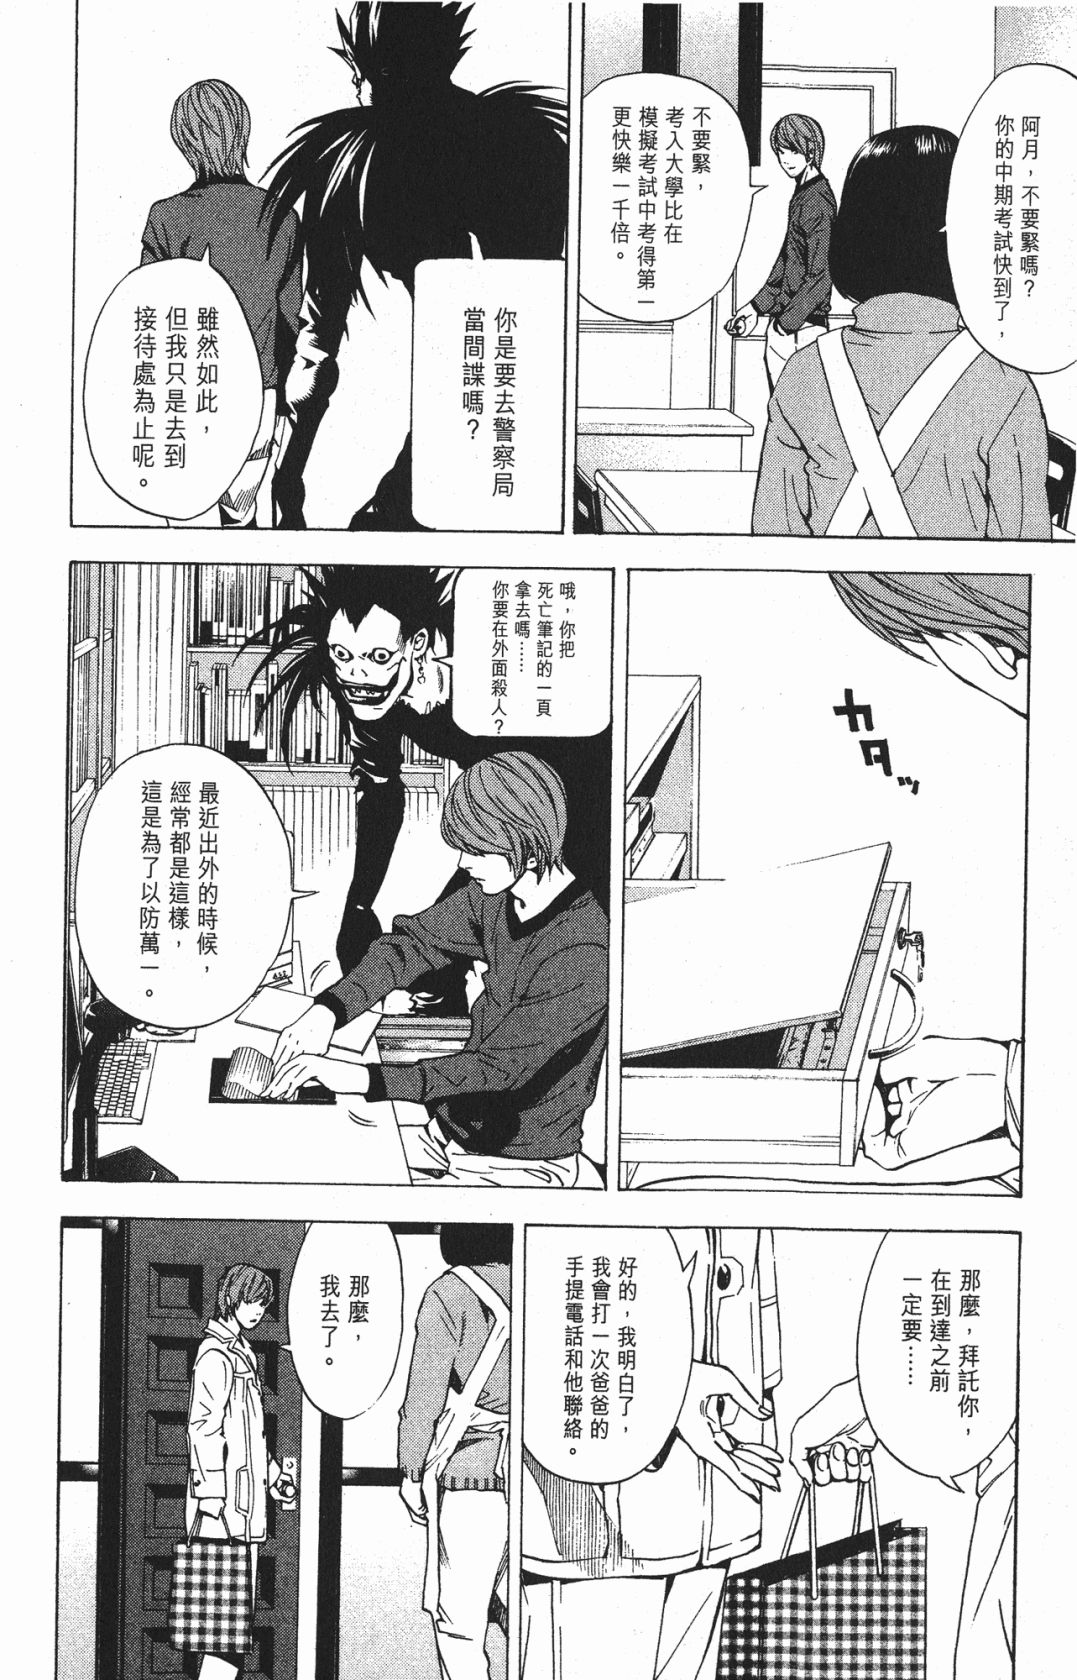 阿月，不要緊嗎？
你的中期考試快到了，
不要緊，
考入大學比在
模擬考試中考得第一
更快樂一千倍。
你是要去警察局
當間諜嗎？
雖然如此，
但我只是去到
接待處為止呢。
カタッ
哦，你把
死亡筆記的一頁
拿去嗎……
你要在外面殺人？
最近出外的時候，
經常都是這樣，
這是為了以防萬一。
那麼，拜託你，
在到達之前
一定要……
好的，我明白了，
我會打一次爸爸的
手提電話和他聯絡。
那麼，
我去了。